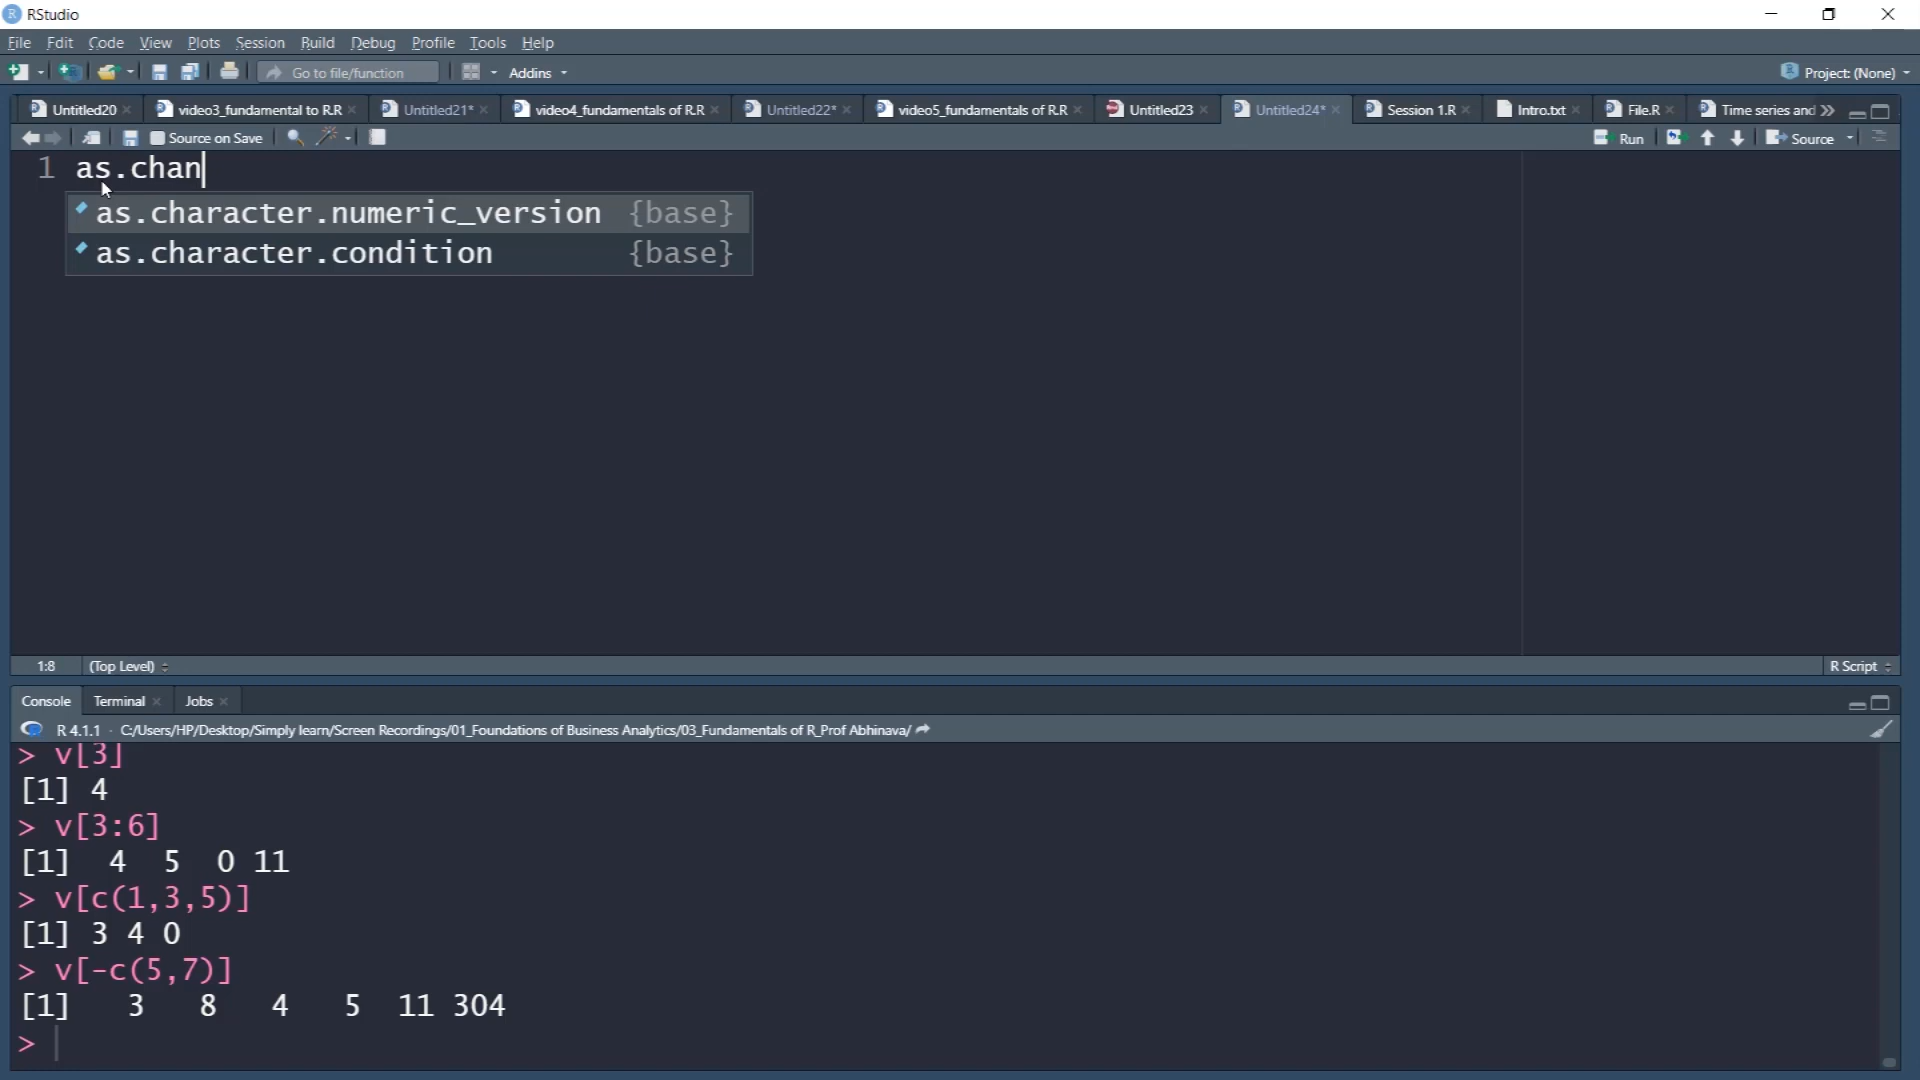 RStudio
File Edit Code View Plots Session Build Debug Profile Tools Help
Go to file/function Addins Project: (None)
Untitled20 video3_fundamental to R.R Untitled21* video4_fundamentals of R.R Untitled22* video5_fundamentals of R.R Untitled23 Untitled24* Session 1.R Intro.txt File.R Time series and
Source on Save Run Source
1 as.chan
as.character.numeric_version {base}
as.character.condition {base}
1:8 (Top Level) R Script
Console Terminal Jobs
R 4.1.1 · C:/Users/HP/Desktop/Simply learn/Screen Recordings/01_Foundations of Business Analytics/03_Fundamentals of R_Prof Abhinava/
> v[3]
[1] 4
> v[3:6]
[1] 4 5 0 11
> v[c(1,3,5)]
[1] 3 4 0
> v[-c(5,7)]
[1] 3 8 4 5 11 304
>